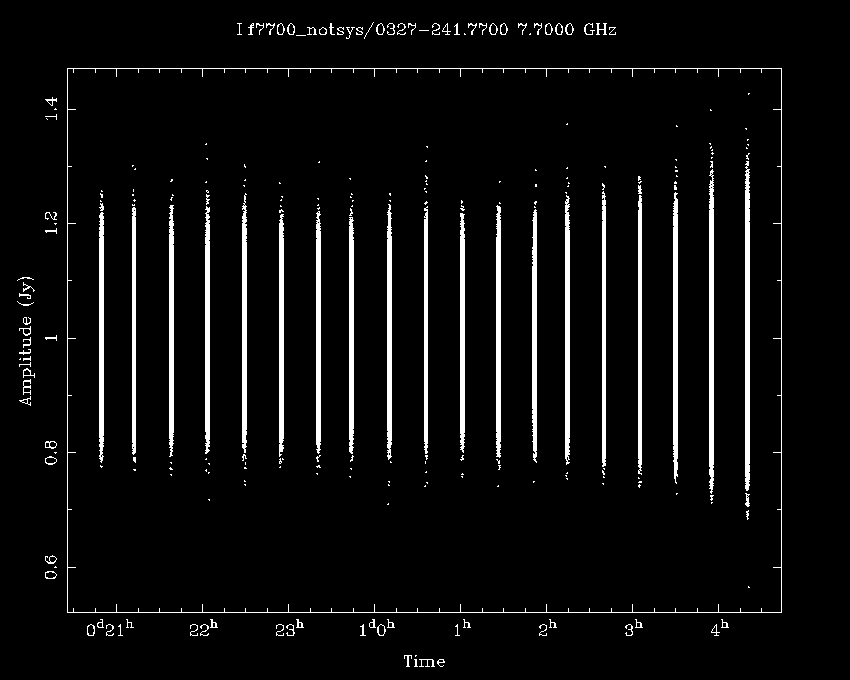 If7700_notsys/0327-241.7700 7.7000 GHz
1.4
1.2
1
0.8
0.6
Amplitude (Jy)
0ᵈ21ʰ 22ʰ 23ʰ 1ᵈ0ʰ 1ʰ 2ʰ 3ʰ 4ʰ
Time